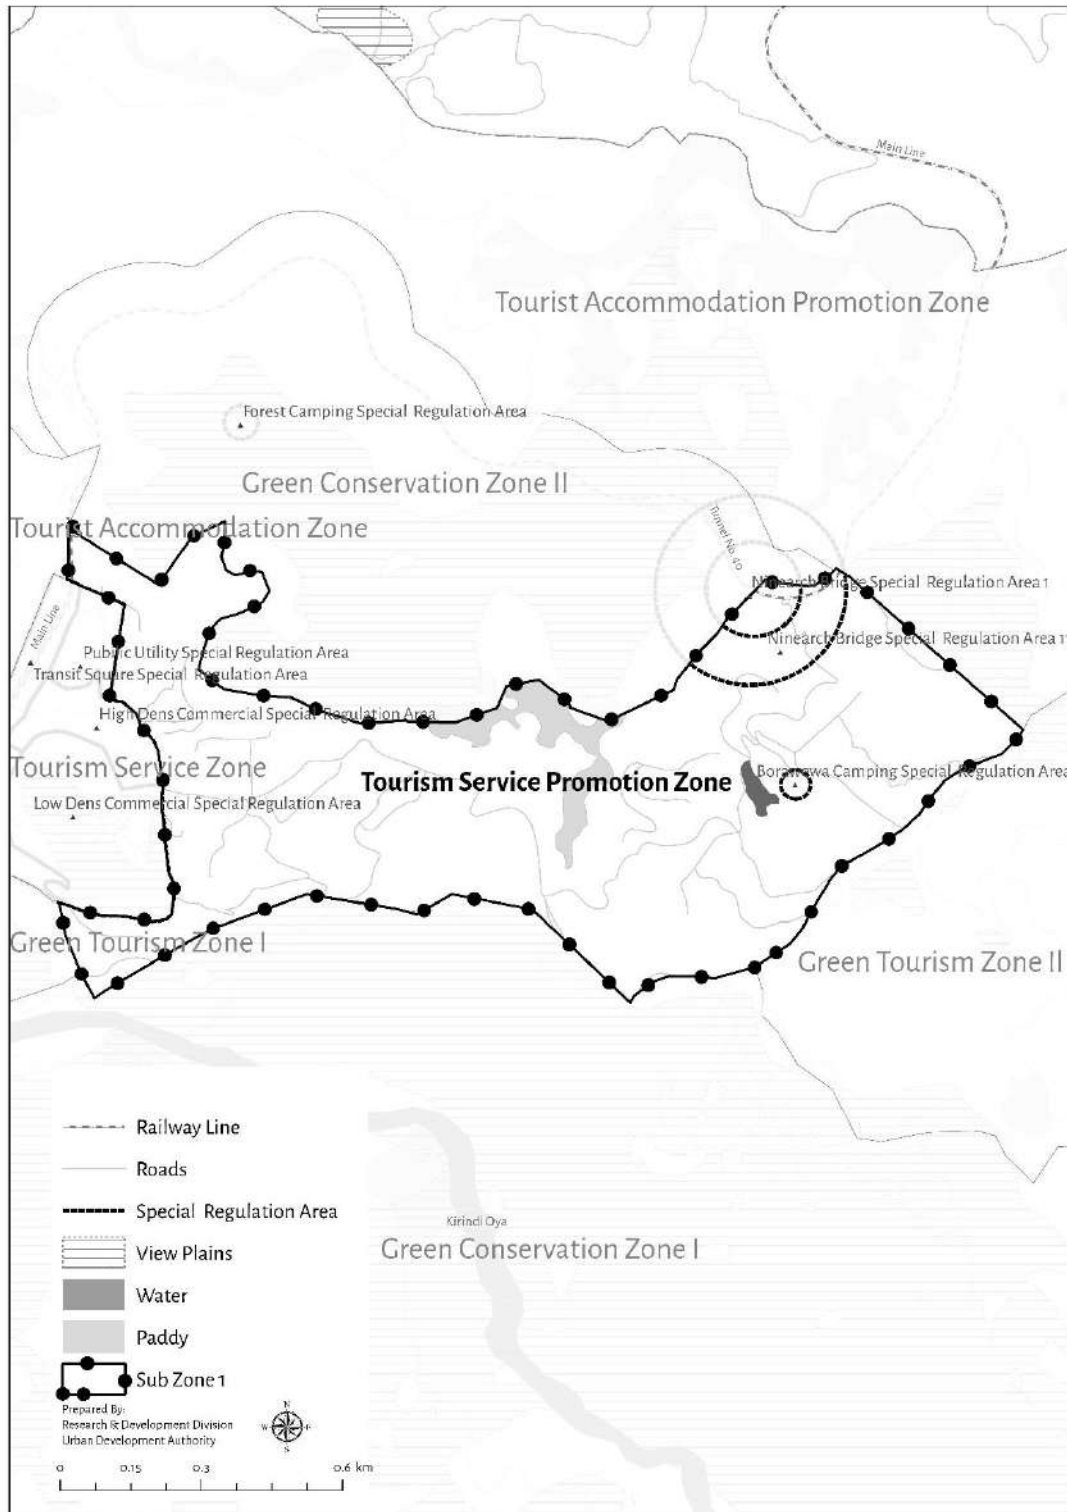 Main Line
Tourist Accommodation Promotion Zone
Forest Camping Special Regulation Area
Green Conservation Zone II
Tourist Accommodation Zone
Tunnel No 40
Ninearch Bridge Special Regulation Area 1
Main Line
Ninearch Bridge Special Regulation Area 11
Public Utility Special Regulation Area
Transit Square Special Regulation Area
High Dens Commercial Special Regulation Area
Tourism Service Zone
Tourism Service Promotion Zone
Camping Special Regulation Area
Low Dens Commercial Special Regulation Area
Green Tourism Zone I
Green Tourism Zone II
Railway Line
Roads
Special Regulation Area
Kirindi Oya
Green Conservation Zone I
View Plains
Water
Paddy
Sub Zone 1
Prepared By:
Research & Development Division
Urban Development Authority
N
W
E
S
0 0.15 0.3 0.6 km